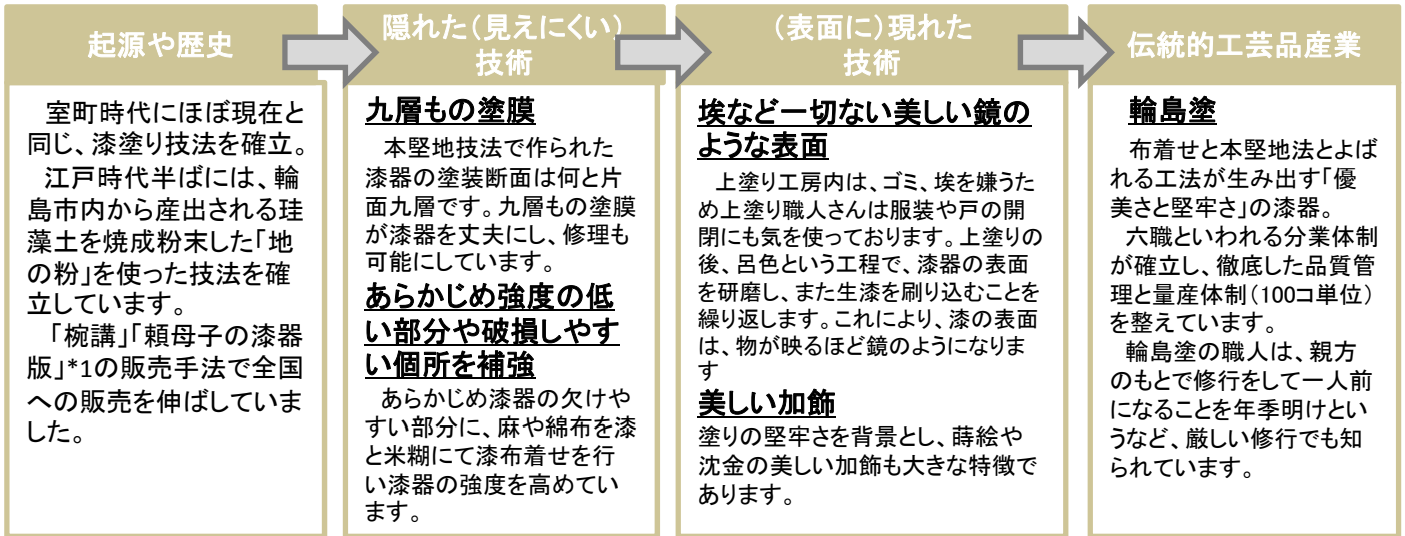 起源や歴史
室町時代にほぼ現在と
同じ、漆塗り技法を確立。
江戸時代半ばには、輪
島市内から産出される珪
藻土を焼成粉末した「地
の粉」を使った技法を確
立しています。
「椀講」「頼母子の漆器
版」*1の販売手法で全国
への販売を伸ばしていま
した。
隠れた(見えにくい)
技術
九層もの塗膜
本堅地技法で作られた
漆器の塗装断面は何と片
面九層です。九層もの塗膜
が漆器を丈夫にし、修理も
可能にしています。
あらかじめ強度の低
い部分や破損しやす
い個所を補強
あらかじめ漆器の欠けや
すい部分に、麻や綿布を漆
と米糊にて漆布着せを行
い漆器の強度を高めてい
ます。
(表面に)現れた
技術
埃など一切ない美しい鏡の
ような表面
上塗り工房内は、ゴミ、埃を嫌うた
め上塗り職人さんは服装や戸の開
閉にも気を使っております。上塗りの
後、呂色という工程で、漆器の表面
を研磨し、また生漆を刷り込むことを
繰り返します。これにより、漆の表面
は、物が映るほど鏡のようになりま
す
美しい加飾
塗りの堅牢さを背景とし、蒔絵や
沈金の美しい加飾も大きな特徴で
あります。
伝統的工芸品産業
輪島塗
布着せと本堅地法とよば
れる工法が生み出す「優
美さと堅牢さ」の漆器。
六職といわれる分業体制
が確立し、徹底した品質管
理と量産体制(100コ単位)
を整えています。
輪島塗の職人は、親方
のもとで修行をして一人前
になることを年季明けとい
うなど、厳しい修行でも知
られています。